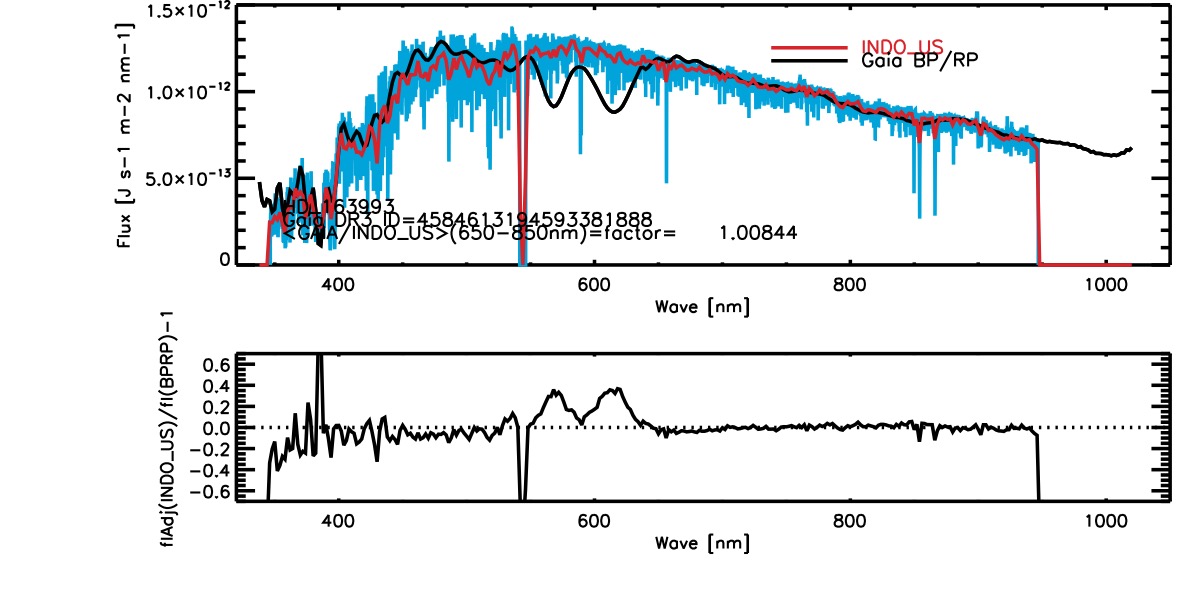 1.5×10−12
1.0×10−12
5.0×10−13
0
Flux [J s−1 m−2 nm−1]
INDO_US
Gaia BP/RP
HD 163993
Gaia DR3 ID=4584613194593381888
<GAIA/INDO_US>(650−850nm)=factor= 1.00844
400 600 800 1000
Wave [nm]
flAdj(INDO_US)/fl(BPRP)−1
0.6
0.4
0.2
0.0
−0.2
−0.4
−0.6
400 600 800 1000
Wave [nm]